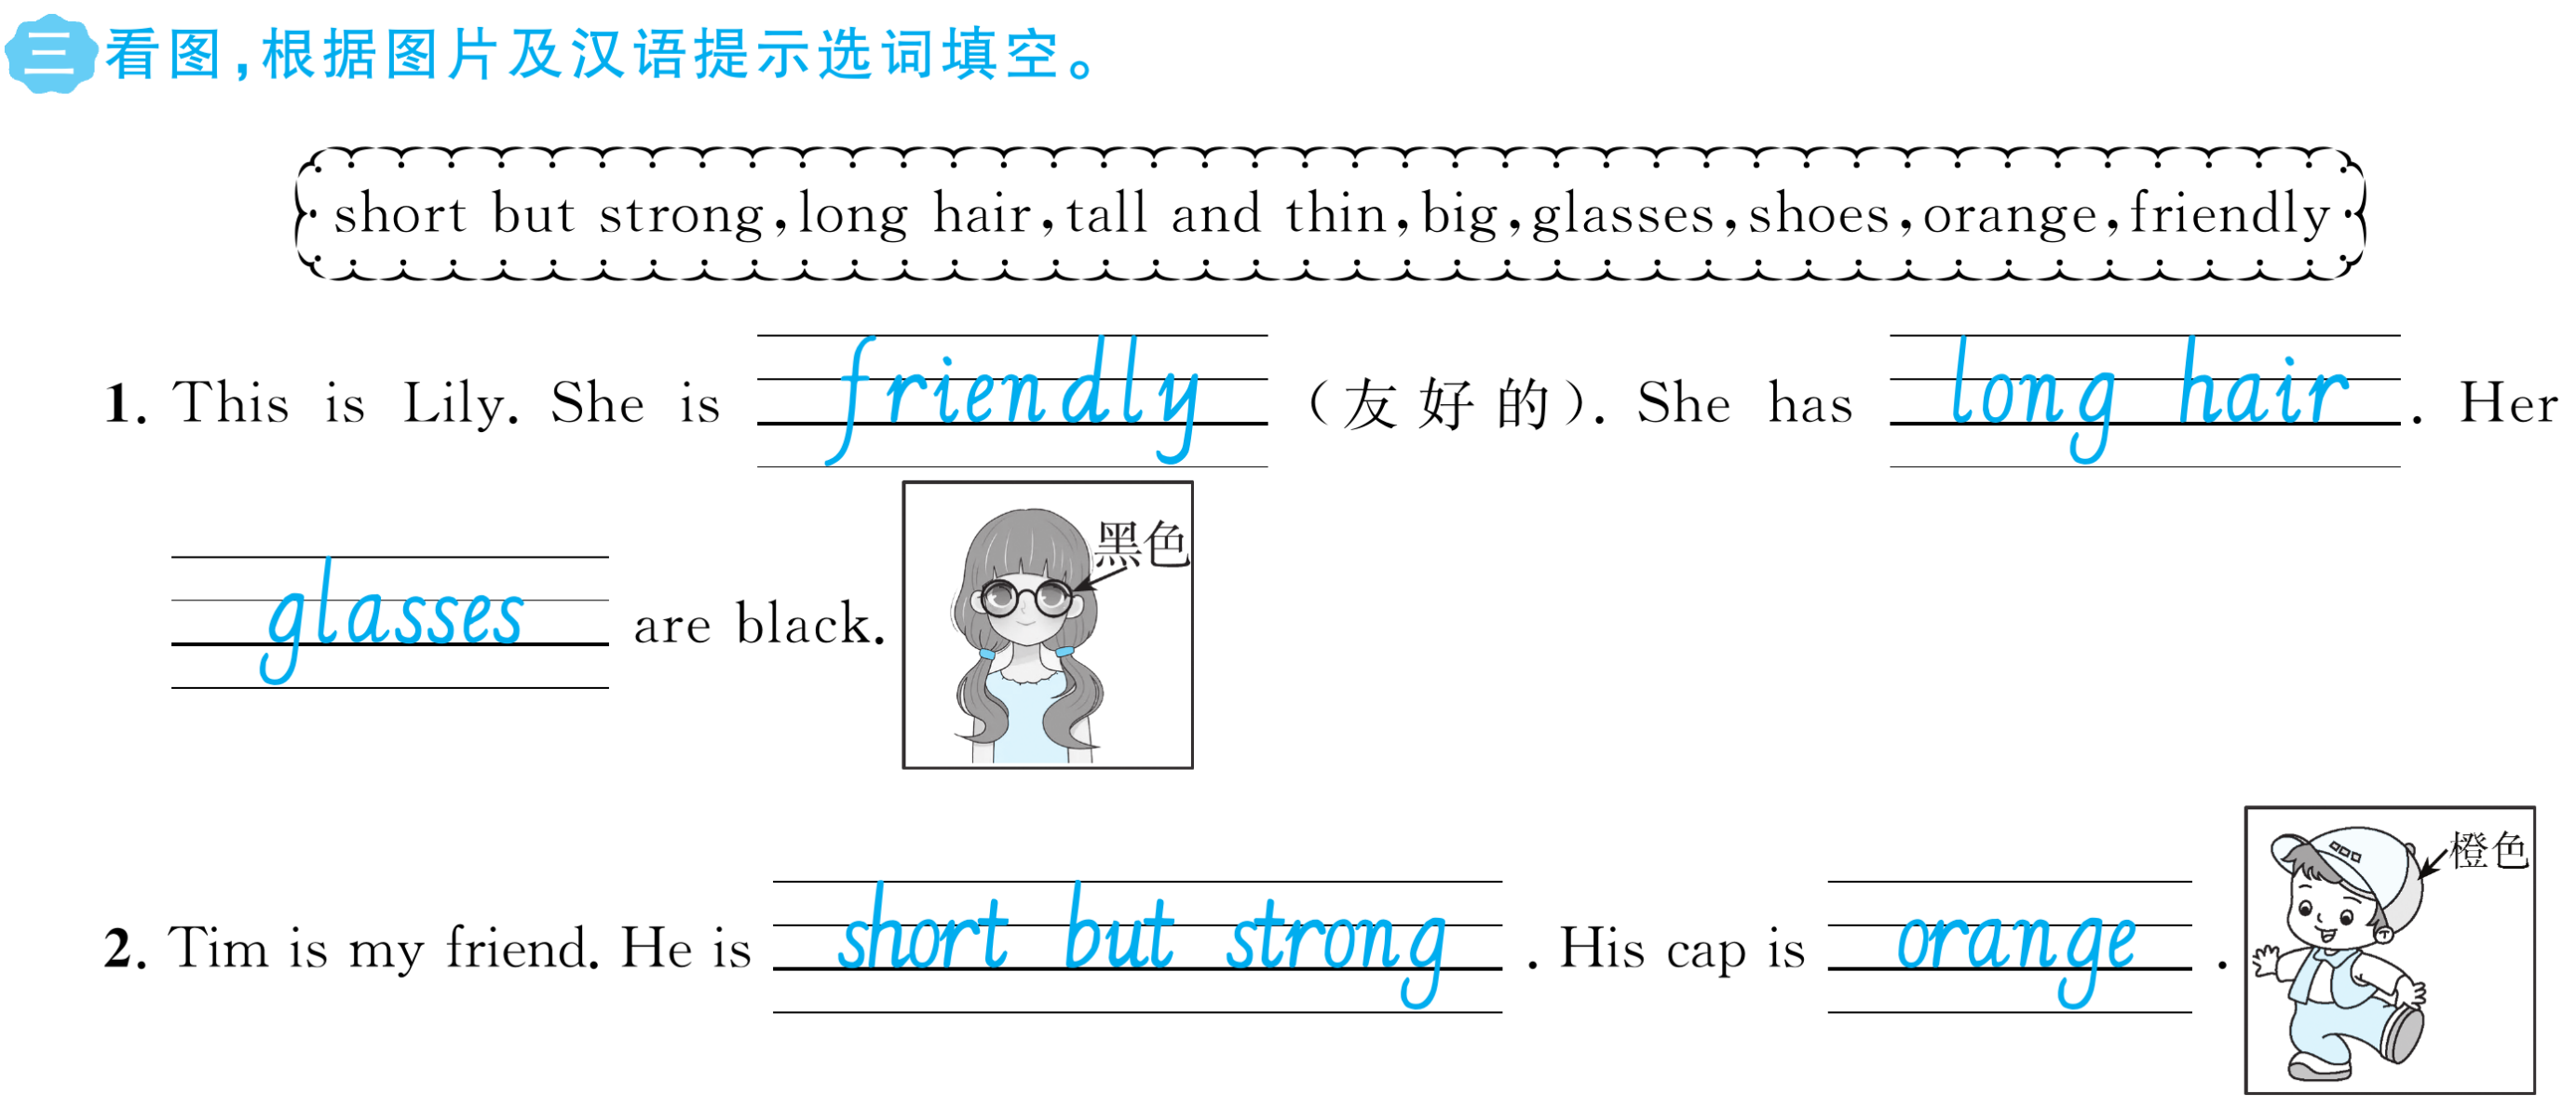 三 看图,根据图片及汉语提示选词填空。
short but strong,long hair,tall and thin,big,glasses,shoes,orange,friendly
1. This is Lily. She is friendly (友好的). She has long hair. Her
glasses are black.
黑色
橙色
2. Tim is my friend. He is short but strong. His cap is orange.